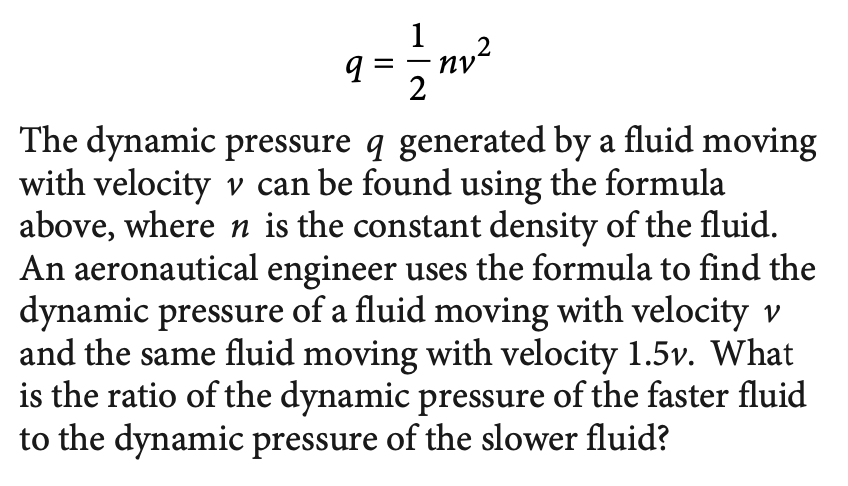 q = 1/2 nv²
The dynamic pressure q generated by a fluid moving
with velocity v can be found using the formula
above, where n is the constant density of the fluid.
An aeronautical engineer uses the formula to find the
dynamic pressure of a fluid moving with velocity v
and the same fluid moving with velocity 1.5v. What
is the ratio of the dynamic pressure of the faster fluid
to the dynamic pressure of the slower fluid?